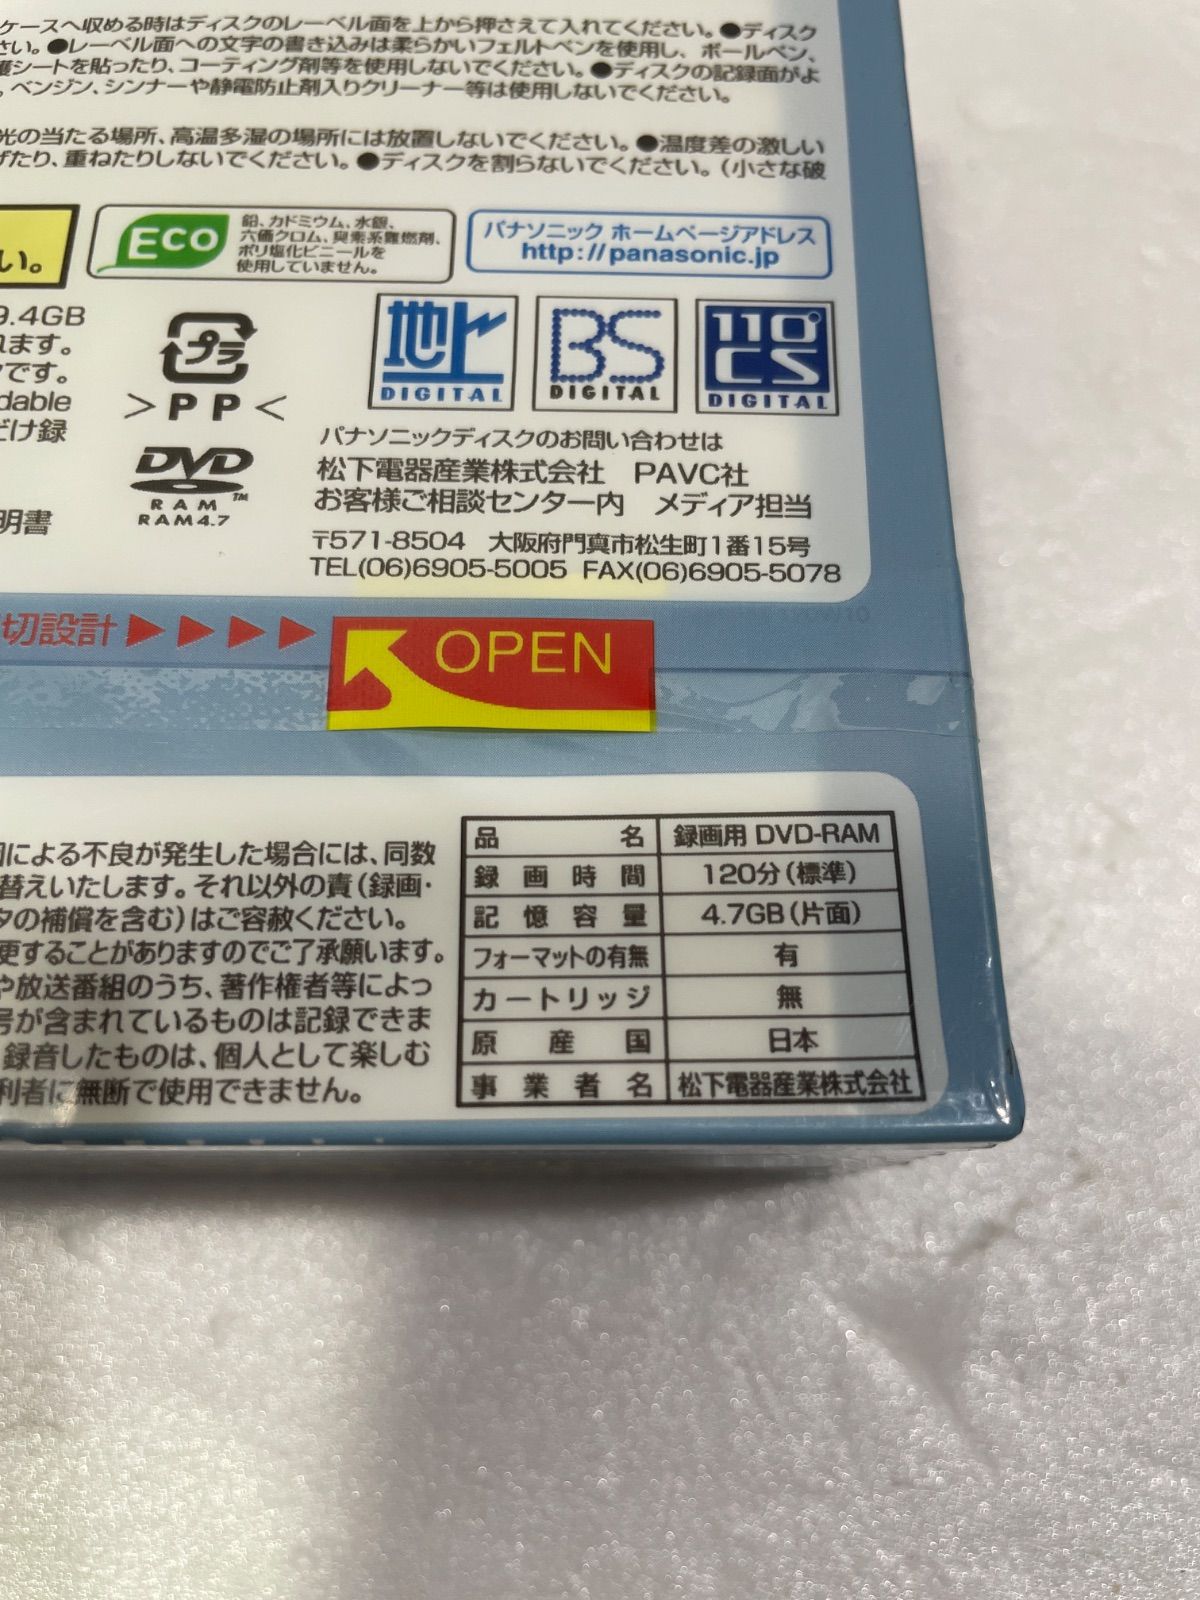 ケースへ収める時はディスクのレーベル面を上から押さえて入れてください。●ディスク
さい。●レーベル面への文字の書き込みは柔らかいフェルトペンを使用し、ボールペン、
護シートを貼ったり、コーティング剤等を使用しないでください。●ディスクの記録面がよ
、ベンジン、シンナーや静電防止剤入りクリーナー等は使用しないでください。
光の当たる場所、高温多湿の場所には放置しないでください。●温度差の激しい
げたり、重ねたりしないでください。●ディスクを割らないでください。(小さな破
い。
ECO
鉛、カドミウム、水銀、
六価クロム、臭素系難燃剤、
ポリ塩化ビニールを
使用していません。
パナソニック ホームページアドレス
http://panasonic.jp
9.4GB
れます。
クです。
dable
だけ録
明書
プラ
>PP<
DVD
RAM TM
RAM4.7
地上
DIGITAL
BS
DIGITAL
110°
CS
DIGITAL
パナソニックディスクのお問い合わせは
松下電器産業株式会社 PAVC社
お客様ご相談センター内 メディア担当
〒571-8504 大阪府門真市松生町1番15号
TEL(06)6905-5005 FAX(06)6905-5078
切設計
OPEN
による不良が発生した場合には、同数
替えいたします。それ以外の責(録画・
タの補償を含む)はご容赦ください。
更することがありますのでご了承願います。
や放送番組のうち、著作権者等によっ
号が含まれているものは記録できま
録音したものは、個人として楽しむ
利者に無断で使用できません。
品名 録画用 DVD-RAM
録画時間 120分(標準)
記憶容量 4.7GB(片面)
フォーマットの有無 有
カートリッジ 無
原産国 日本
事業者名 松下電器産業株式会社